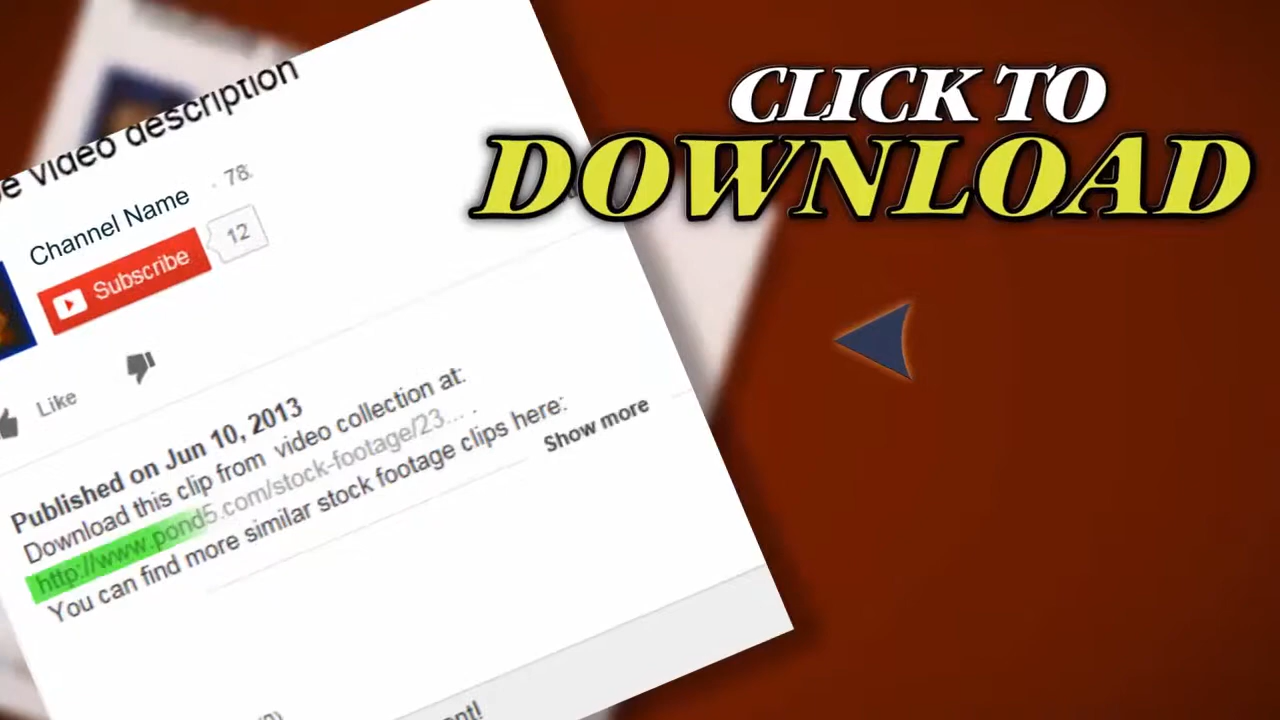 CLICK TO
DOWNLOAD
video description
Channel Name
Subscribe
12
Like
Published on Jun 10, 2013
Download this clip from video collection at:
http://www.pond5.com/stock-footage/23...
You can find more similar stock footage clips here:
Show more